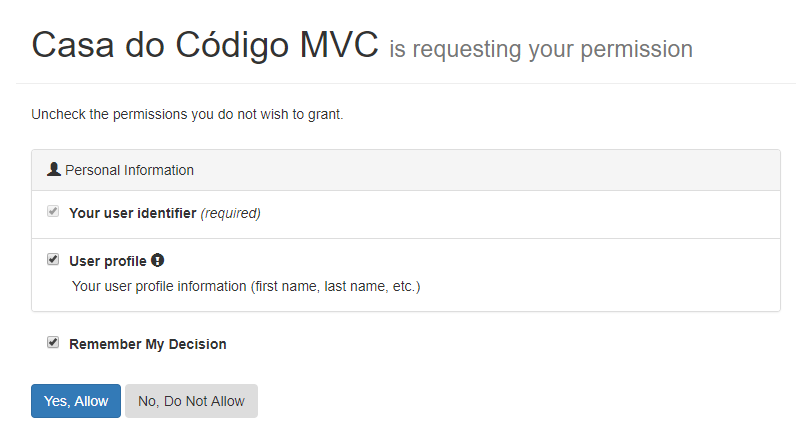 Casa do Código MVC is requesting your permission
Uncheck the permissions you do not wish to grant.
Personal Information
Your user identifier (required)
User profile
Your user profile information (first name, last name, etc.)
Remember My Decision
Yes, Allow No, Do Not Allow